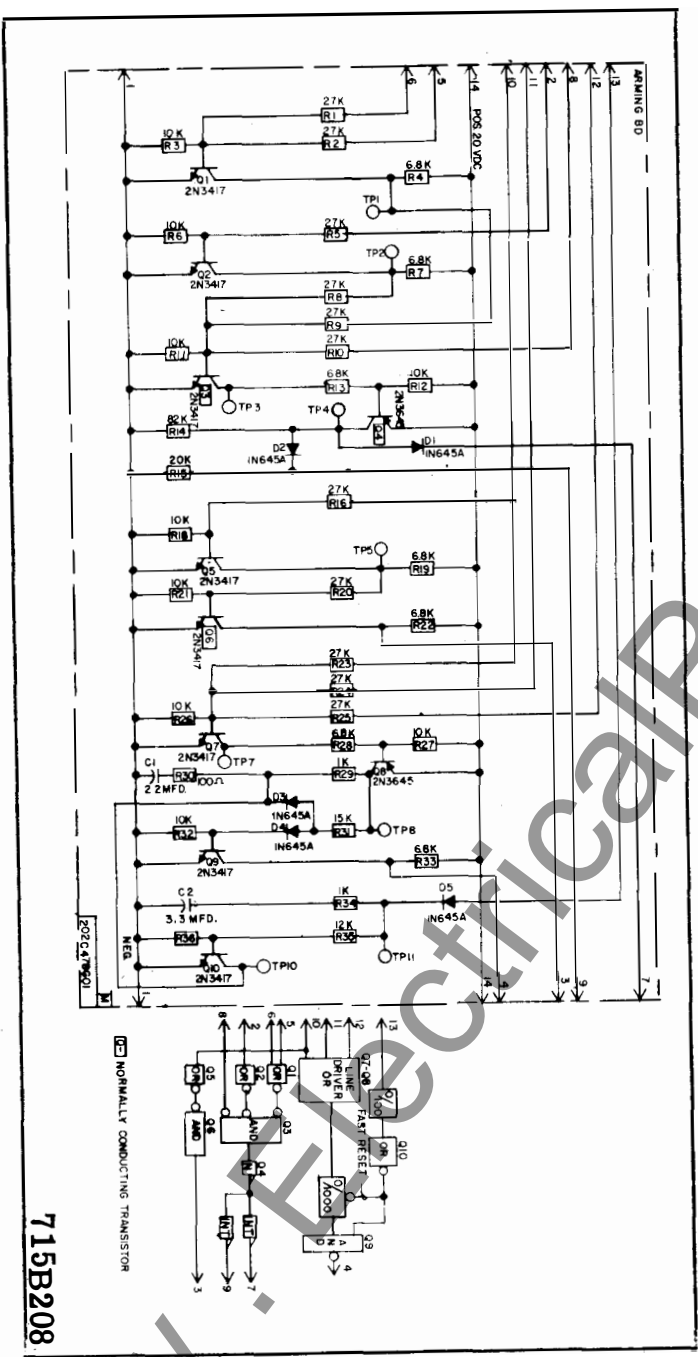 ARMING BD
13
12
8
2
11
10
POS. 20 VDC.
14
5
6
1
27K
R1
27K
R2
10K
R3
Q1
2N3417
6.8K
R4
TP1
27K
R5
10K
R6
Q2
2N3417
TP2
6.8K
R7
27K
R8
27K
R9
27K
R10
10K
R11
Q3
2N3417
TP3
68K
R13
10K
R12
TP4
2N3645
Q4
82K
R14
D2
1N645A
D1
1N645A
20K
R15
27K
R16
10K
R18
Q5
2N3417
TP5
6.8K
R19
10K
R21
27K
R20
Q6
2N3417
6.8K
R22
27K
R23
27K
27K
R25
10K
R26
Q7
2N3417
TP7
6.8K
R28
10K
R27
C1
2.2MFD.
R30
100Ω
1K
R29
Q8
2N3645
D3
1N645A
D4
1N645A
15K
R31
TP8
10K
R32
Q9
2N3417
6.8K
R33
C2
3.3 MFD.
1K
R34
D5
1N645A
R36
12K
R35
TP11
Q10
2N3417
TP10
NEG.
1
14
4
3
9
7
M
13
12
11
10
5
6
2
8
0/100
Q10
OR
FAST RESET
Q7-Q8
LINE DRIVER OR
0/1000
Q9
AND
4
Q1
OR
Q2
OR
Q3
AND
Q4
7
9
Q5
OR
Q6
AND
3
Q- NORMALLY CONDUCTING TRANSISTOR
715B208